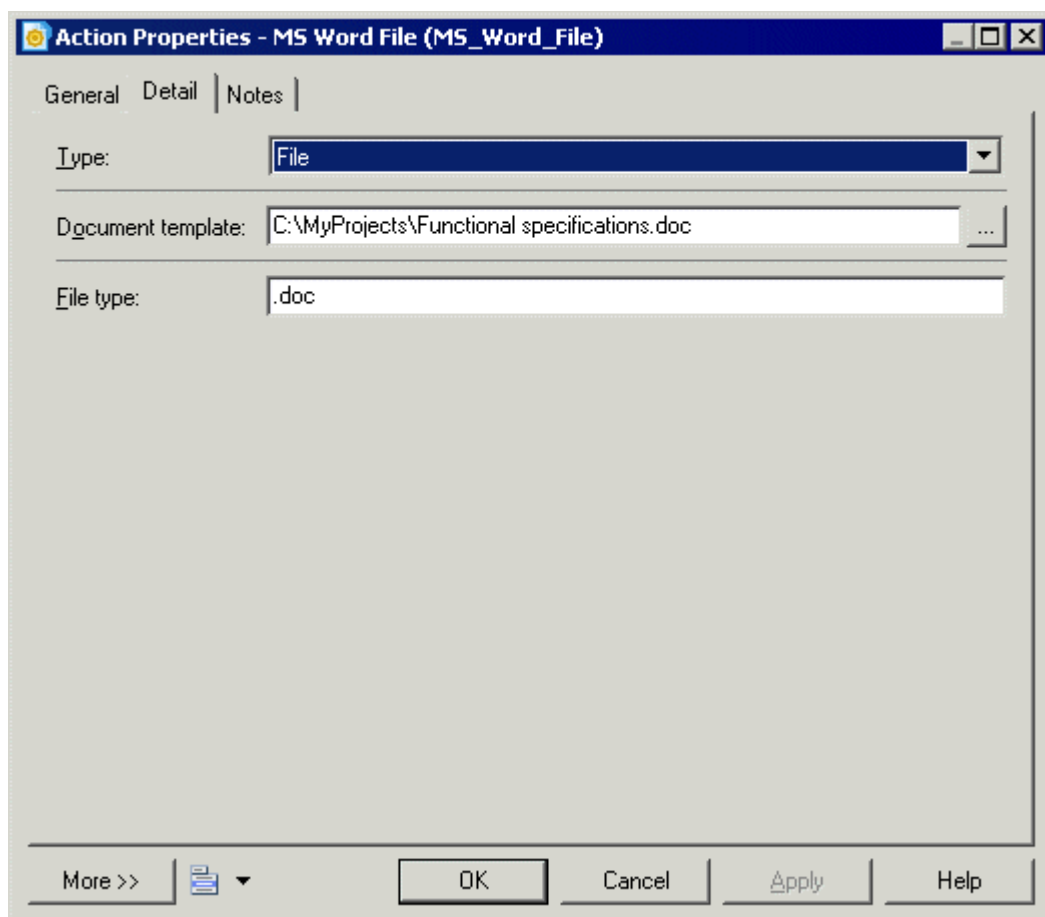 Action Properties - MS Word File (MS_Word_File)
General Detail Notes
Type: File
Document template: C:\MyProjects\Functional specifications.doc ...
File type: .doc
More >> OK Cancel Apply Help